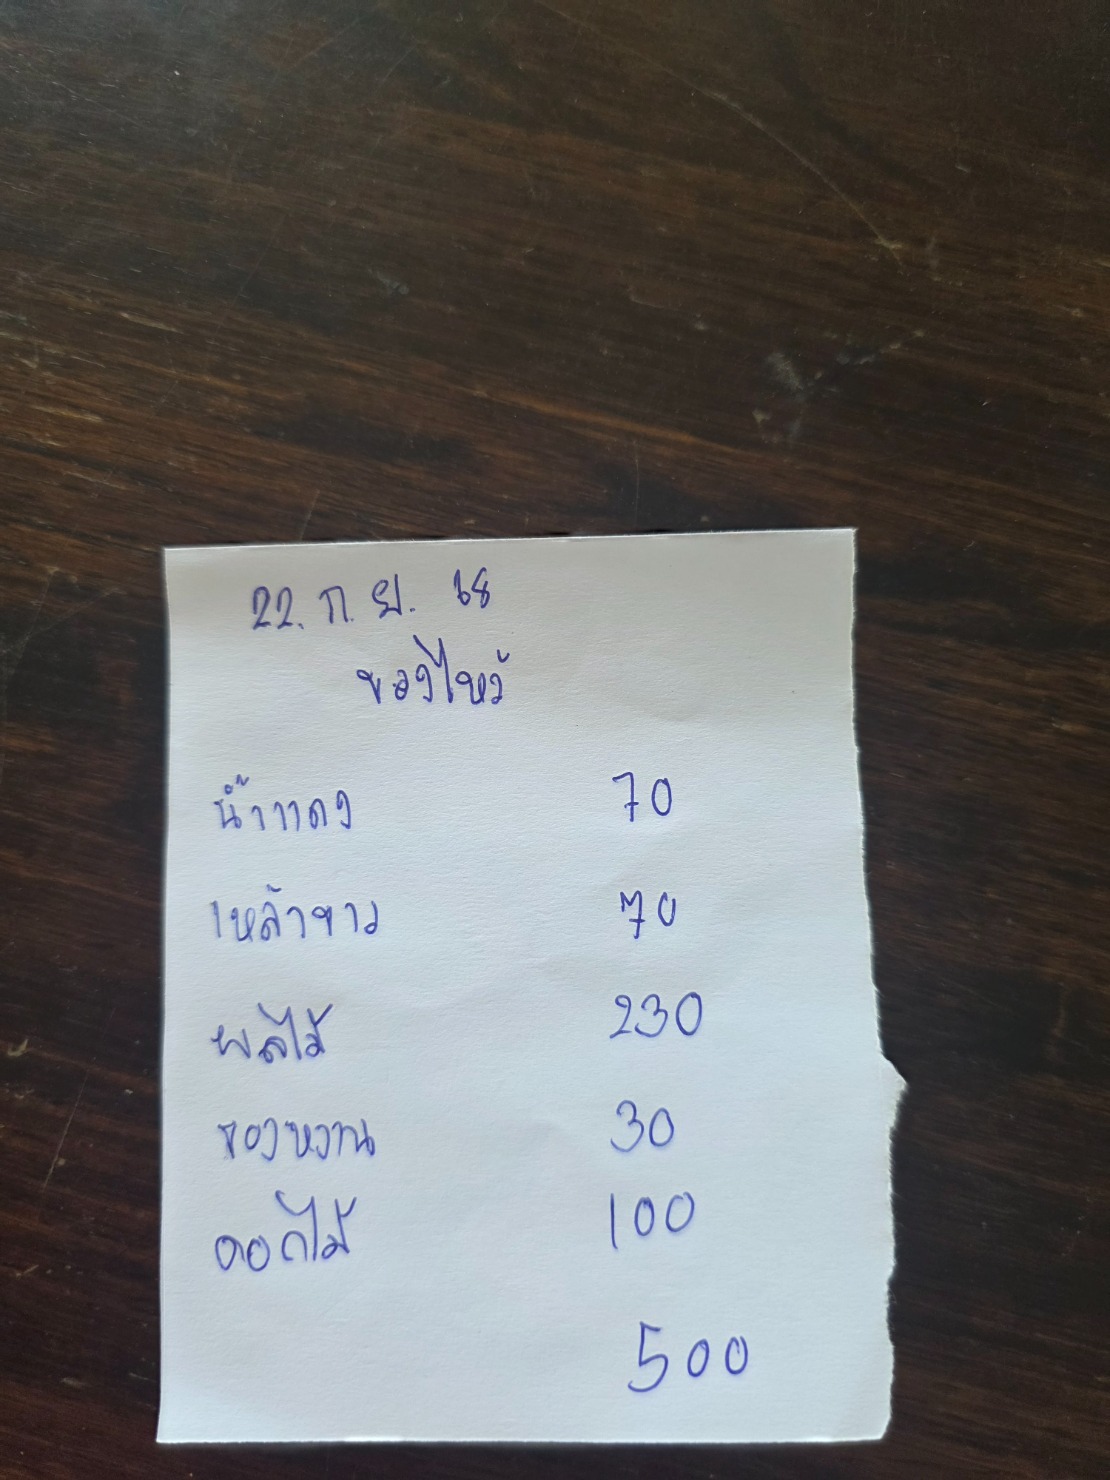 22. ก.ย. 68
ของไหว้
น้ำแดง 70
เหล้าขาว 70
ผลไม้ 230
ของหวาน 30
ดอกไม้ 100
500